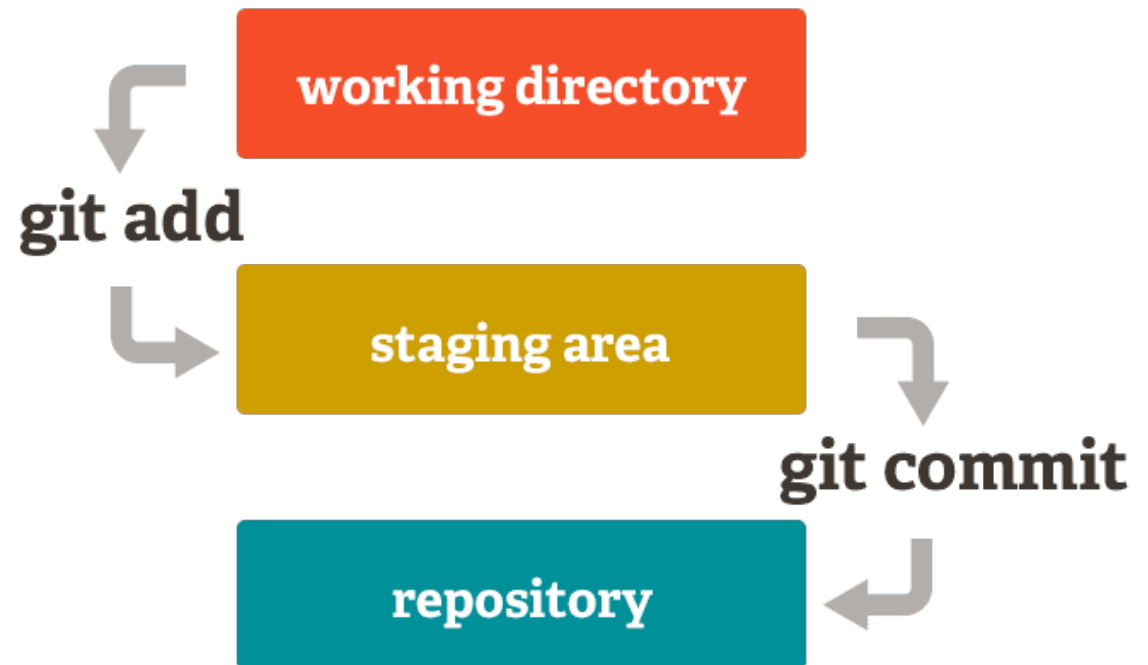 working directory
git add
staging area
git commit
repository